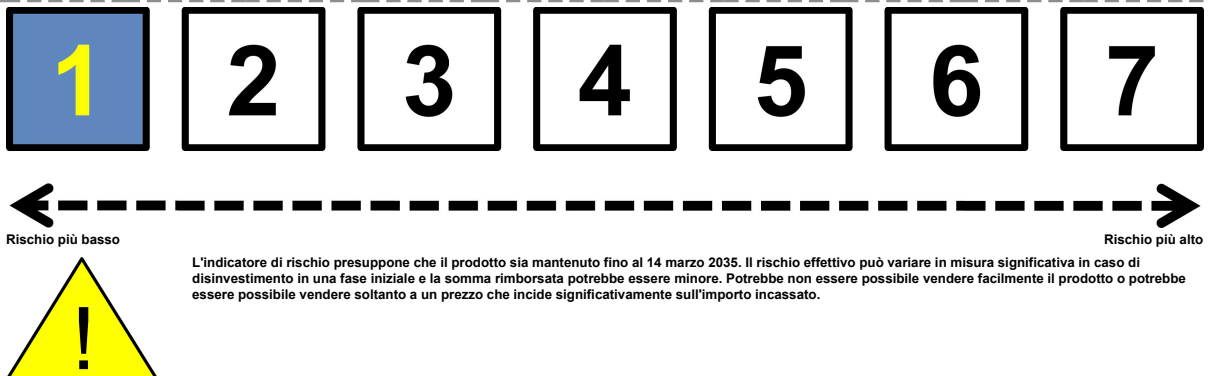 1 2 3 4 5 6 7
Rischio più basso Rischio più alto
L'indicatore di rischio presuppone che il prodotto sia mantenuto fino al 14 marzo 2035. Il rischio effettivo può variare in misura significativa in caso di
disinvestimento in una fase iniziale e la somma rimborsata potrebbe essere minore. Potrebbe non essere possibile vendere facilmente il prodotto o potrebbe
essere possibile vendere soltanto a un prezzo che incide significativamente sull'importo incassato.
!